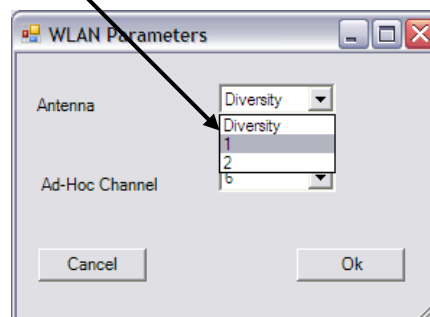 WLAN Parameters
Antenna
Diversity
Diversity
1
2
Ad-Hoc Channel
6
Cancel
Ok